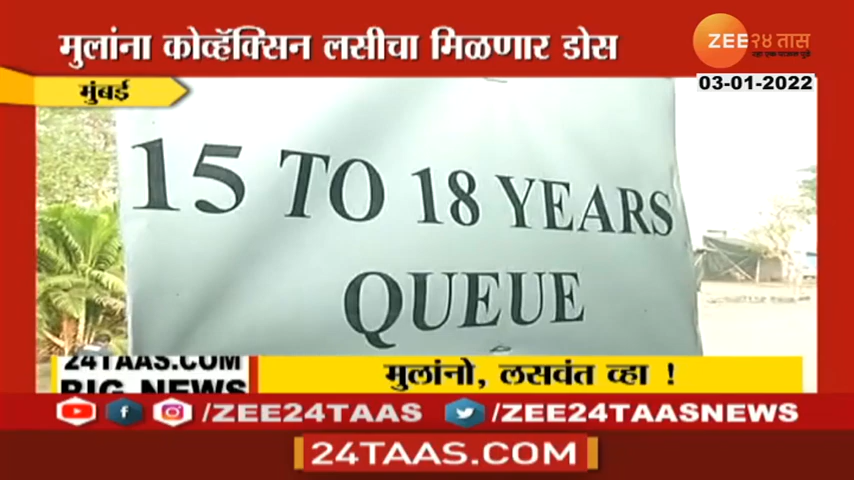 मुलांना कोव्हॅक्सिन लसीचा मिळणार डोस
ZEE २४ तास
मुंबई
03-01-2022
15 TO 18 YEARS
QUEUE
24TAAS.COM
BIG NEWS
मुलांनो, लसवंत व्हा !
/ZEE24TAAS
/ZEE24TAASNEWS
24TAAS.COM